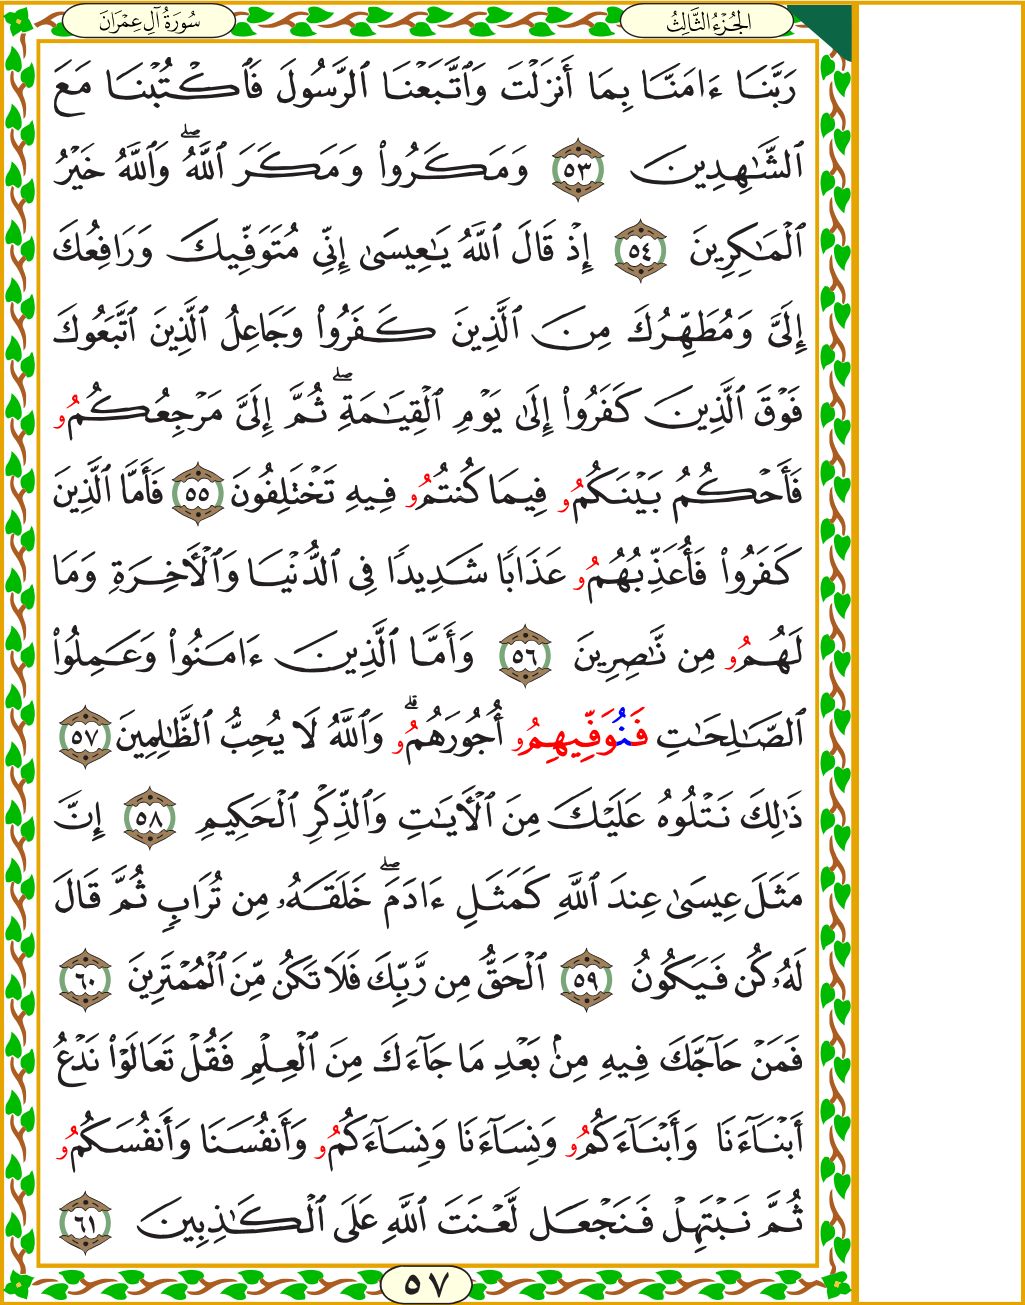 سُورَةُ آلِ عِمْرَانَ
الجُزْءُ الثَّالِثُ
رَبَّنَا ءَامَنَّا بِمَا أَنزَلْتَ وَٱتَّبَعْنَا ٱلرَّسُولَ فَٱكْتُبْنَا مَعَ
ٱلشَّٰهِدِينَ ٥٣ وَمَكَرُوا۟ وَمَكَرَ ٱللَّهُ ۖ وَٱللَّهُ خَيْرُ
ٱلْمَٰكِرِينَ ٥٤ إِذْ قَالَ ٱللَّهُ يَٰعِيسَىٰ إِنِّى مُتَوَفِّيكَ وَرَافِعُكَ
إِلَىَّ وَمُطَهِّرُكَ مِنَ ٱلَّذِينَ كَفَرُوا۟ وَجَاعِلُ ٱلَّذِينَ ٱتَّبَعُوكَ
فَوْقَ ٱلَّذِينَ كَفَرُوا۟ إِلَىٰ يَوْمِ ٱلْقِيَٰمَةِ ۖ ثُمَّ إِلَىَّ مَرْجِعُكُمُۥ
فَأَحْكُمُ بَيْنَكُمُۥ فِيمَا كُنتُمُۥ فِيهِ تَخْتَلِفُونَ ٥٥ فَأَمَّا ٱلَّذِينَ
كَفَرُوا۟ فَأُعَذِّبُهُمُۥ عَذَابًا شَدِيدًا فِى ٱلدُّنْيَا وَٱلْأَخِرَةِ وَمَا
لَهُمُۥ مِن نَّٰصِرِينَ ٥٦ وَأَمَّا ٱلَّذِينَ ءَامَنُوا۟ وَعَمِلُوا۟
ٱلصَّٰلِحَٰتِ فَنُوَفِّيهِمُۥ أُجُورَهُمُۥ ۗ وَٱللَّهُ لَا يُحِبُّ ٱلظَّٰلِمِينَ ٥٧
ذَٰلِكَ نَتْلُوهُ عَلَيْكَ مِنَ ٱلْأَيَٰتِ وَٱلذِّكْرِ ٱلْحَكِيمِ ٥٨ إِنَّ
مَثَلَ عِيسَىٰ عِندَ ٱللَّهِ كَمَثَلِ ءَادَمَ ۖ خَلَقَهُۥ مِن تُرَابٍ ثُمَّ قَالَ
لَهُۥ كُن فَيَكُونُ ٥٩ ٱلْحَقُّ مِن رَّبِّكَ فَلَا تَكُن مِّنَ ٱلْمُمْتَرِينَ ٦٠
فَمَنْ حَآجَّكَ فِيهِ مِنۢ بَعْدِ مَا جَآءَكَ مِنَ ٱلْعِلْمِ فَقُلْ تَعَالَوْا۟ نَدْعُ
أَبْنَآءَنَا وَأَبْنَآءَكُمُۥ وَنِسَآءَنَا وَنِسَآءَكُمُۥ وَأَنفُسَنَا وَأَنفُسَكُمُۥ
ثُمَّ نَبْتَهِلْ فَنَجْعَل لَّعْنَتَ ٱللَّهِ عَلَى ٱلْكَٰذِبِينَ ٦١
٥٧